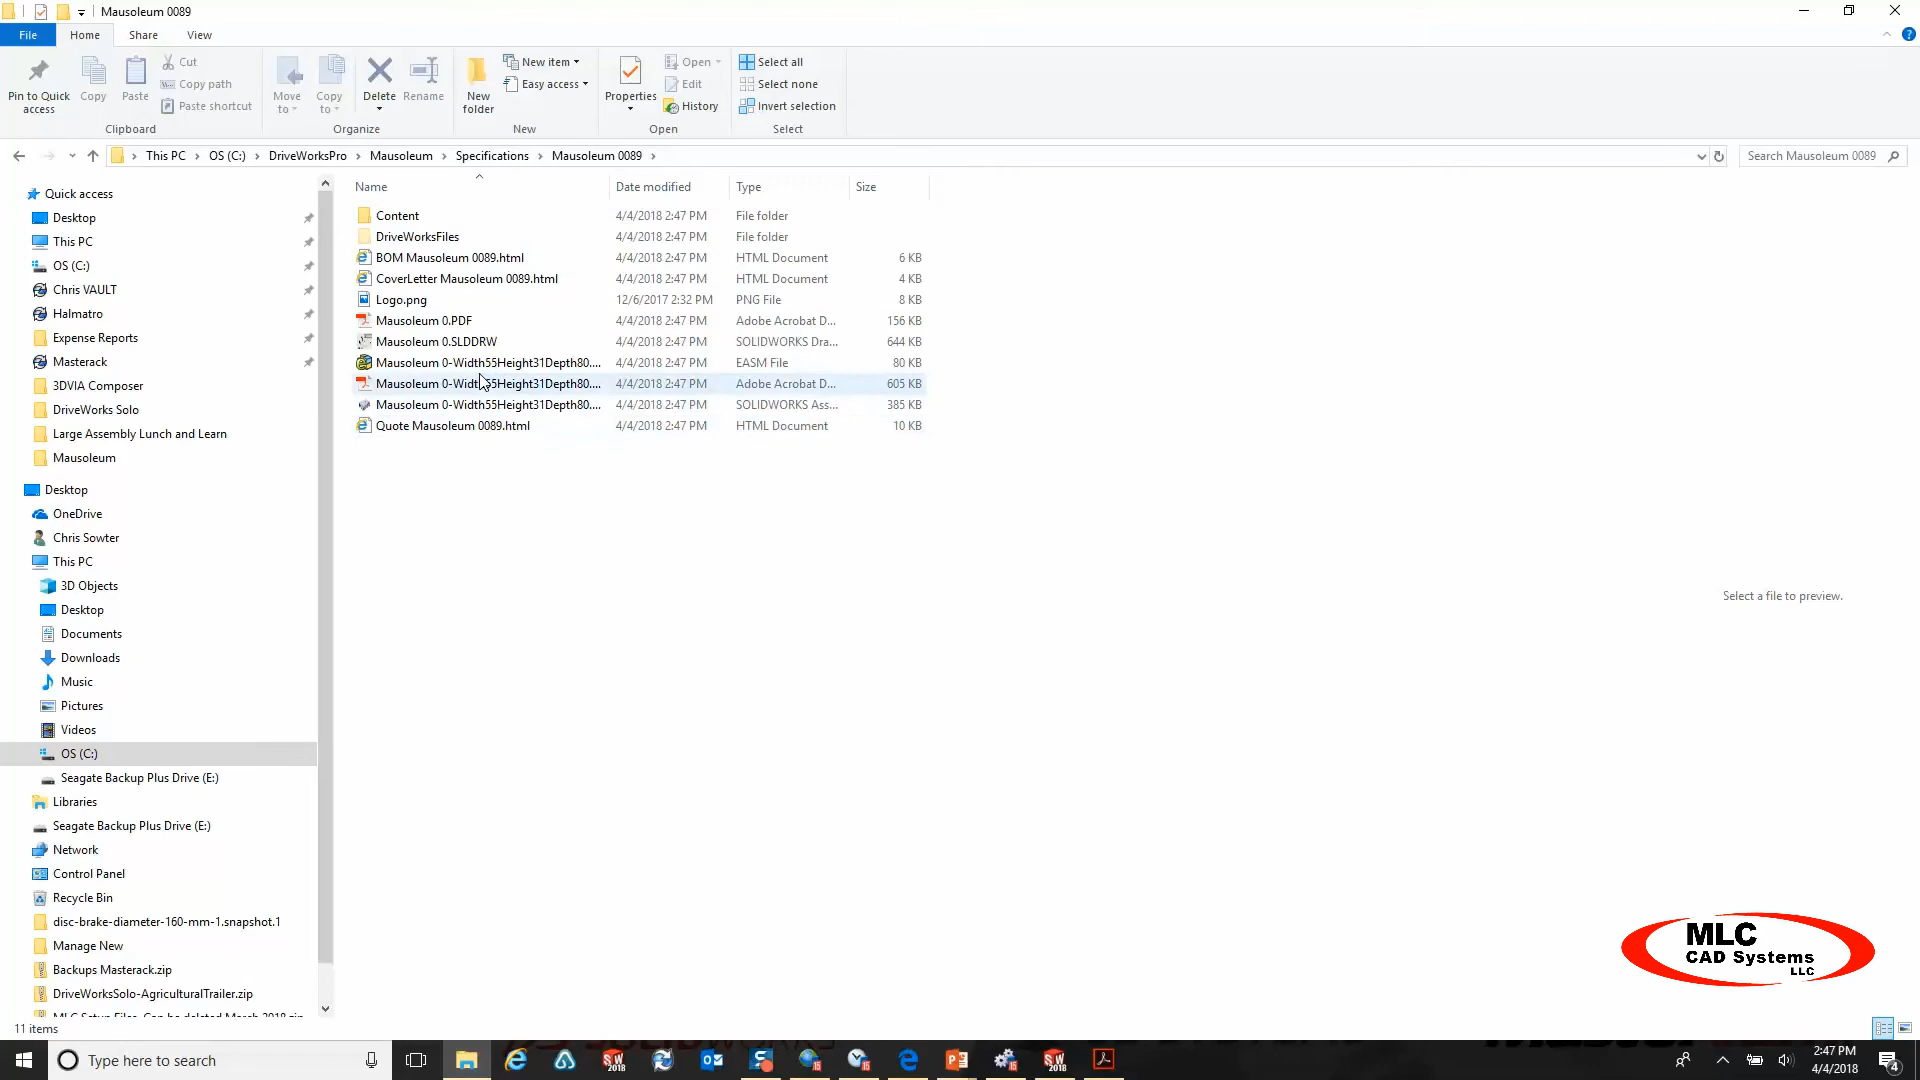 Mausoleum 0089
File Home Share View
Pin to Quick access
Copy
Paste
Cut
Copy path
Paste shortcut
Clipboard
Move to
Copy to
Delete
Rename
Organize
New folder
New item
Easy access
New
Properties
Open
Edit
History
Open
Select all
Select none
Invert selection
Select
This PC > OS (C:) > DriveWorksPro > Mausoleum > Specifications > Mausoleum 0089 >
Search Mausoleum 0089
Quick access
Desktop
This PC
OS (C:)
Chris VAULT
Halmatro
Expense Reports
Masterack
3DVIA Composer
DriveWorks Solo
Large Assembly Lunch and Learn
Mausoleum
Desktop
OneDrive
Chris Sowter
This PC
3D Objects
Desktop
Documents
Downloads
Music
Pictures
Videos
OS (C:)
Seagate Backup Plus Drive (E:)
Libraries
Seagate Backup Plus Drive (E:)
Network
Control Panel
Recycle Bin
disc-brake-diameter-160-mm-1.snapshot.1
Manage New
Backups Masterack.zip
DriveWorksSolo-AgriculturalTrailer.zip
MLC Setup Files- Can be deleted March 2018.zip
Name Date modified Type Size
Content 4/4/2018 2:47 PM File folder
DriveWorksFiles 4/4/2018 2:47 PM File folder
BOM Mausoleum 0089.html 4/4/2018 2:47 PM HTML Document 6 KB
CoverLetter Mausoleum 0089.html 4/4/2018 2:47 PM HTML Document 4 KB
Logo.png 12/6/2017 2:32 PM PNG File 8 KB
Mausoleum 0.PDF 4/4/2018 2:47 PM Adobe Acrobat D... 156 KB
Mausoleum 0.SLDDRW 4/4/2018 2:47 PM SOLIDWORKS Dra... 644 KB
Mausoleum 0-Width55Height31Depth80.... 4/4/2018 2:47 PM EASM File 80 KB
Mausoleum 0-Width55Height31Depth80.... 4/4/2018 2:47 PM Adobe Acrobat D... 605 KB
Mausoleum 0-Width55Height31Depth80.... 4/4/2018 2:47 PM SOLIDWORKS Ass... 385 KB
Quote Mausoleum 0089.html 4/4/2018 2:47 PM HTML Document 10 KB
Select a file to preview.
MLC
CAD Systems
LLC
11 items
Type here to search
2:47 PM
4/4/2018
4